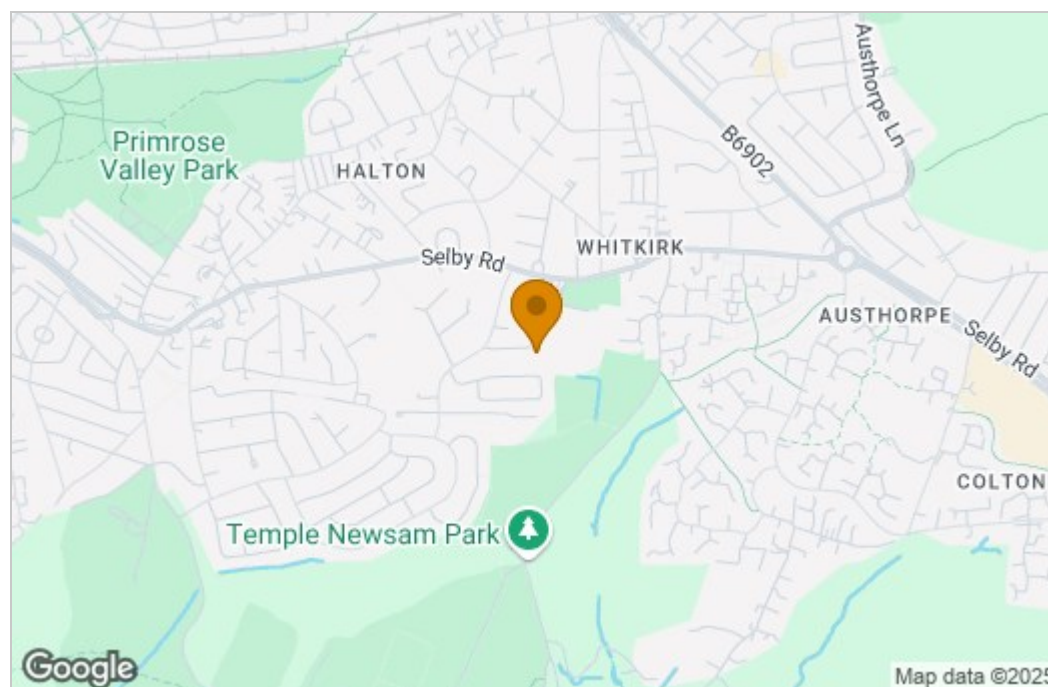 Austhorpe Ln
B6902
Primrose
Valley Park
HALTON
Selby Rd
WHITKIRK
AUSTHORPE
Selby Rd
COLTON
Temple Newsam Park
Google
Map data ©2025